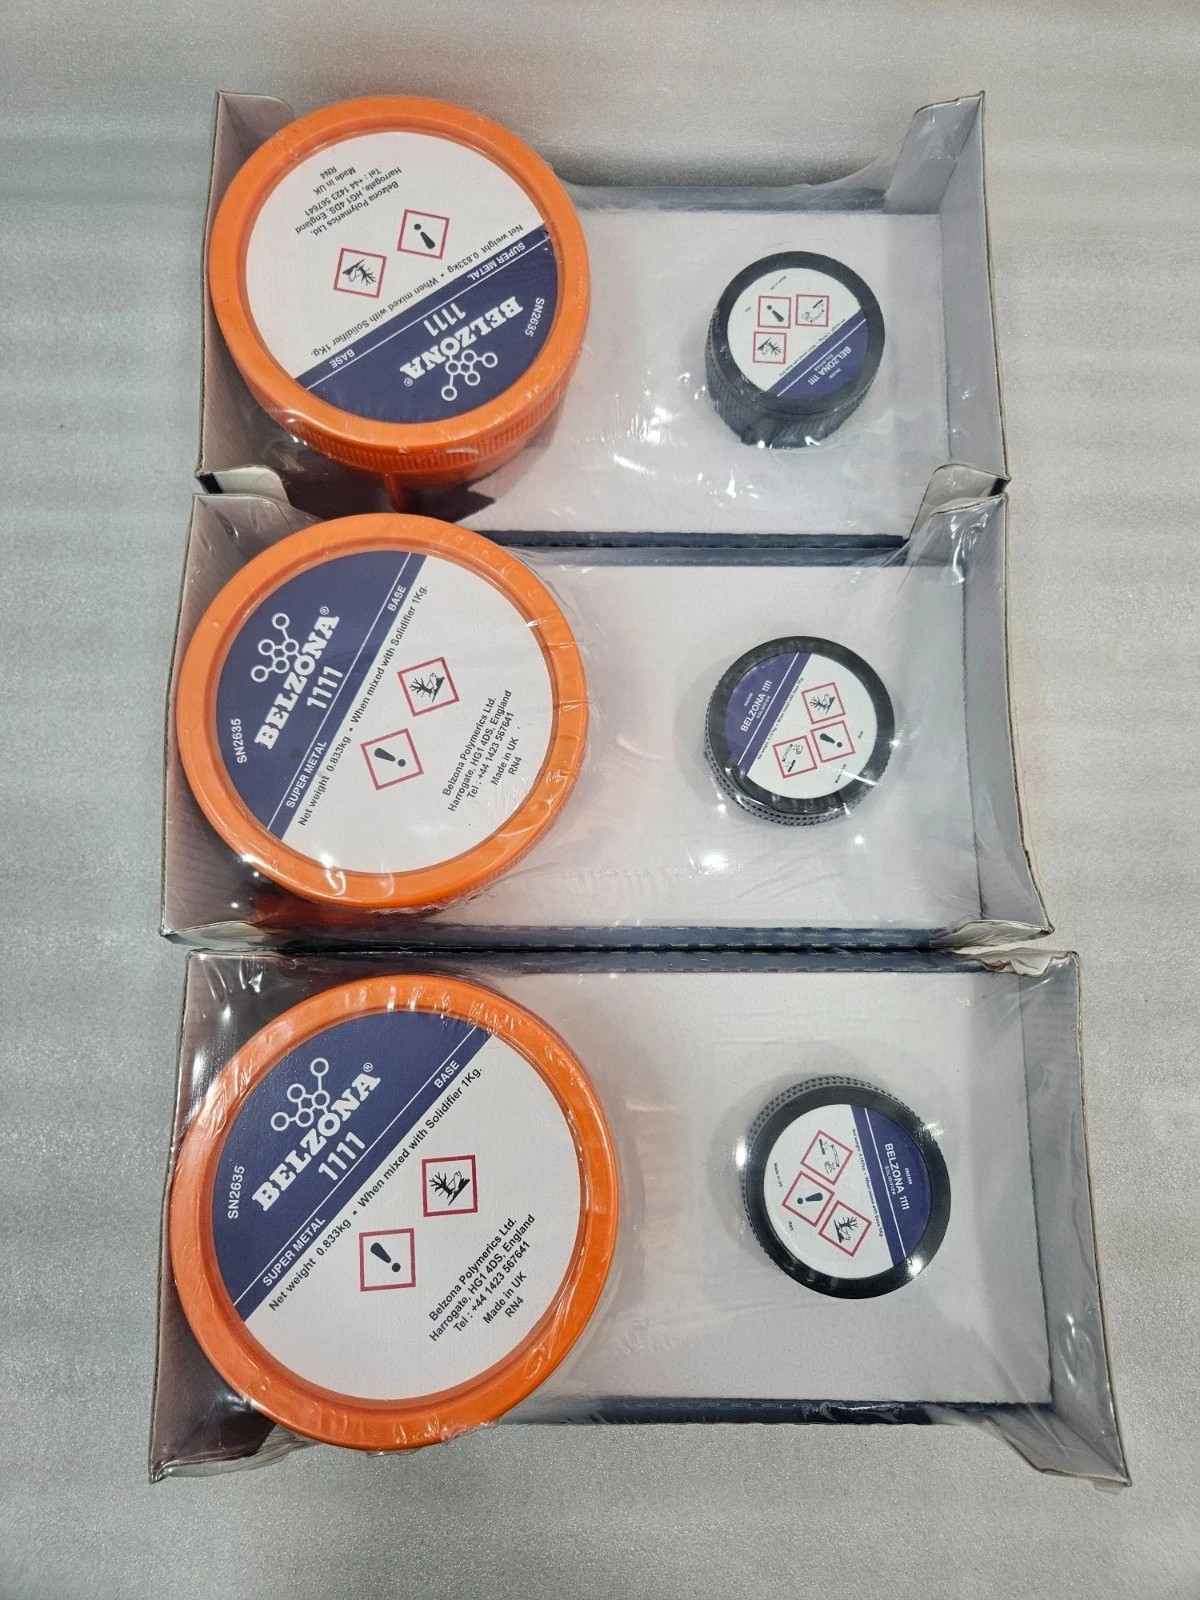 SN2635
BELZONA®
1111
SUPER METAL
BASE
Net weight 0.833kg • When mixed with Solidifier 1Kg.
Belzona Polymerics Ltd.
Harrogate, HG1 4DS, England
Tel : +44 1423 567641
Made in UK
RN4
BELZONA 1111
SN2635
BELZONA®
1111
SUPER METAL
BASE
Net weight 0.833kg • When mixed with Solidifier 1Kg.
Belzona Polymerics Ltd.
Harrogate, HG1 4DS, England
Tel : +44 1423 567641
Made in UK
RN4
BELZONA 1111
SOLIDIFIER
SN2635
BELZONA®
1111
SUPER METAL
BASE
Net weight 0.833kg • When mixed with Solidifier 1Kg.
Belzona Polymerics Ltd.
Harrogate, HG1 4DS, England
Tel : +44 1423 567641
Made in UK
RN4
BELZONA 1111
SOLIDIFIER
Made in UK